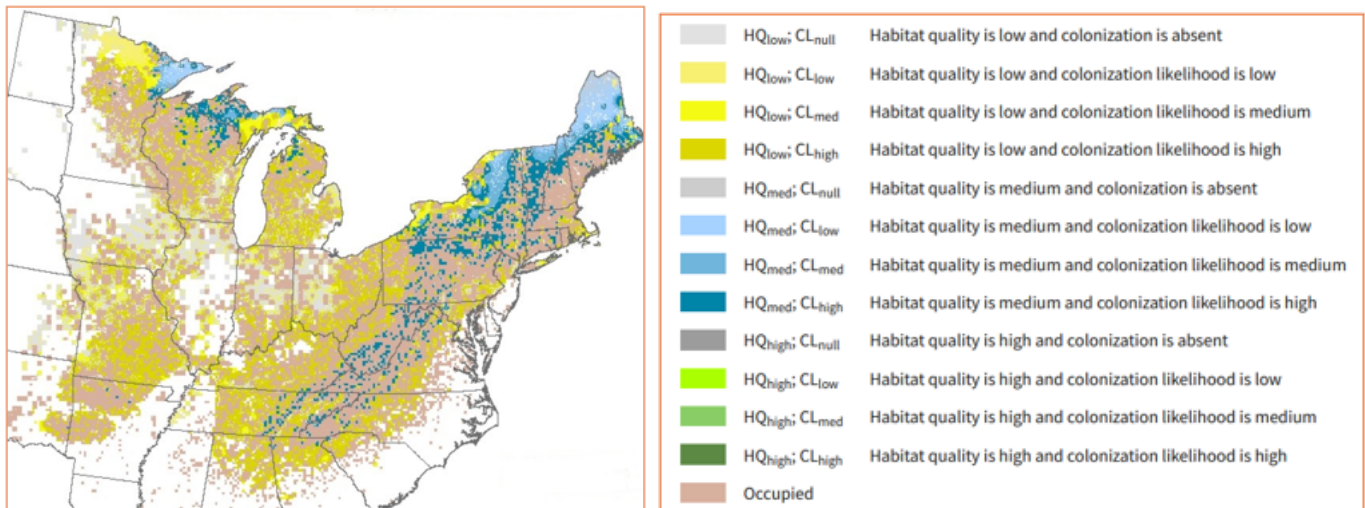 HQlow; CLnull Habitat quality is low and colonization is absent
HQlow; CLlow Habitat quality is low and colonization likelihood is low
HQlow; CLmed Habitat quality is low and colonization likelihood is medium
HQlow; CLhigh Habitat quality is low and colonization likelihood is high
HQmed; CLnull Habitat quality is medium and colonization is absent
HQmed; CLlow Habitat quality is medium and colonization likelihood is low
HQmed; CLmed Habitat quality is medium and colonization likelihood is medium
HQmed; CLhigh Habitat quality is medium and colonization likelihood is high
HQhigh; CLnull Habitat quality is high and colonization is absent
HQhigh; CLlow Habitat quality is high and colonization likelihood is low
HQhigh; CLmed Habitat quality is high and colonization likelihood is medium
HQhigh; CLhigh Habitat quality is high and colonization likelihood is high
Occupied